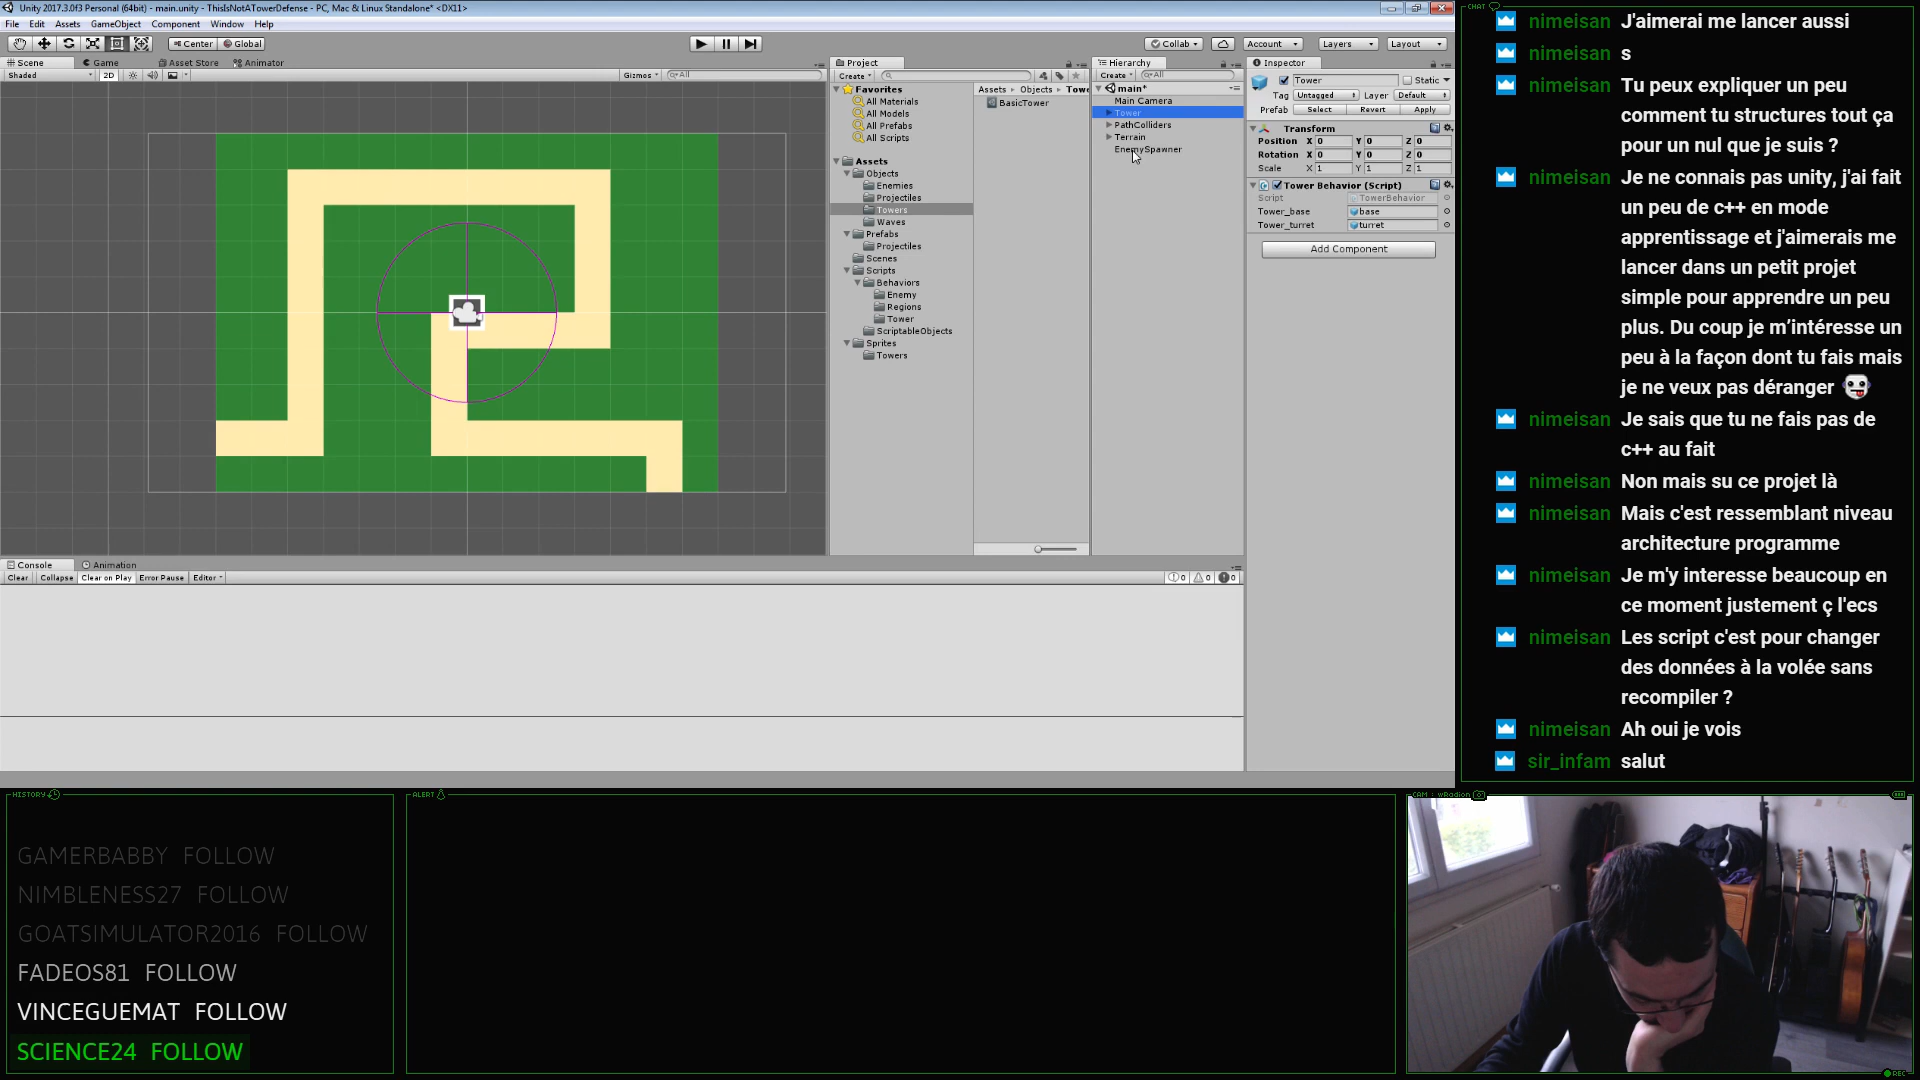 Unity 2017.3.0f3 Personal (64bit) - main.unity - ThisIsNotATowerDefense - PC, Mac & Linux Standalone* <DX11>
File Edit Assets GameObject Component Window Help
Center Global
Collab Account Layers Layout
Scene Game Asset Store Animator
Shaded 2D Gizmos All
Project
Create
Favorites
All Materials
All Models
All Prefabs
All Scripts
Assets
Objects
Enemies
Projectiles
Towers
Waves
Prefabs
Projectiles
Scenes
Scripts
Behaviors
Enemy
Regions
Tower
ScriptableObjects
Sprites
Towers
Assets Objects Towe
BasicTower
Hierarchy
Create All
main*
Main Camera
Tower
PathColliders
Terrain
EnemySpawner
Inspector
Tower Static
Tag Untagged Layer Default
Prefab Select Revert Apply
Transform
Position X 0 Y 0 Z 0
Rotation X 0 Y 0 Z 0
Scale X 1 Y 1 Z 1
Tower Behavior (Script)
Script TowerBehavior
Tower_base base
Tower_turret turret
Add Component
Console Animation
Clear Collapse Clear on Play Error Pause Editor 0 0 0
CHAT
nimeisan J'aimerai me lancer aussi
nimeisan s
nimeisan Tu peux expliquer un peu
comment tu structures tout ça
pour un nul que je suis ?
nimeisan Je ne connais pas unity, j'ai fait
un peu de c++ en mode
apprentissage et j'aimerais me
lancer dans un petit projet
simple pour apprendre un peu
plus. Du coup je m'intéresse un
peu à la façon dont tu fais mais
je ne veux pas déranger
nimeisan Je sais que tu ne fais pas de
c++ au fait
nimeisan Non mais su ce projet là
nimeisan Mais c'est ressemblant niveau
architecture programme
nimeisan Je m'y interesse beaucoup en
ce moment justement ç l'ecs
nimeisan Les script c'est pour changer
des données à la volée sans
recompiler ?
nimeisan Ah oui je vois
sir_infam salut
HISTORY
GAMERBABBY FOLLOW
NIMBLENESS27 FOLLOW
GOATSIMULATOR2016 FOLLOW
FADEOS81 FOLLOW
VINCEGUEMAT FOLLOW
SCIENCE24 FOLLOW
ALERT
CAM : wRadion
REC